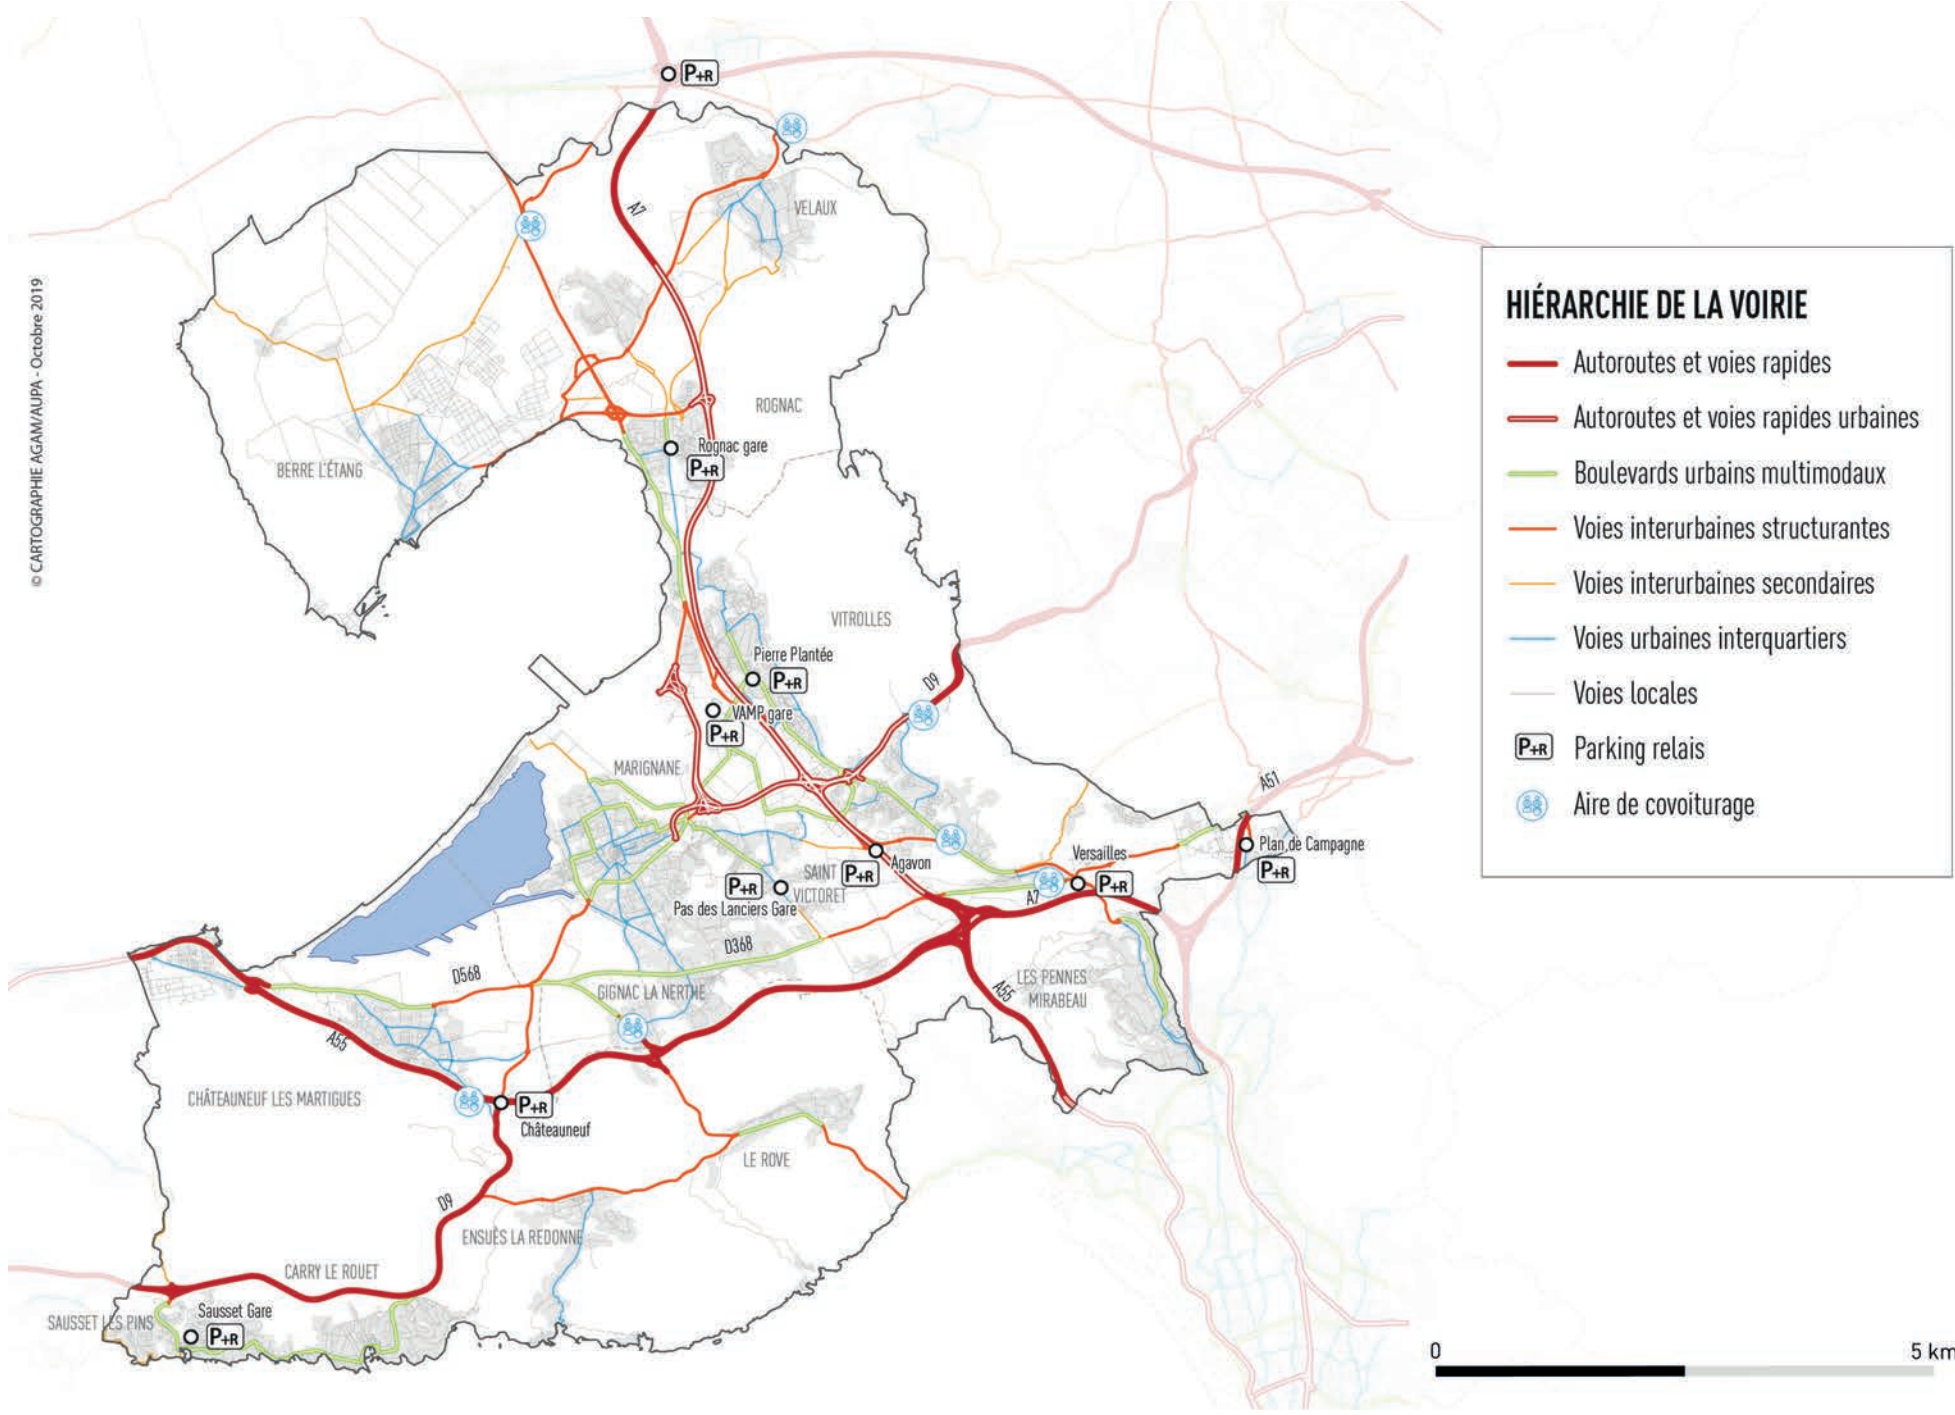 P+R
A7
VELAUX
ROGNAC
Rognac gare
P+R
BERRE L'ÉTANG
VITROLLES
Pierre Plantée
P+R
D9
VAMP gare
P+R
MARIGNANE
A51
Plan de Campagne
P+R
Versailles
P+R
Agavon
P+R
SAINT
VICTORET
P+R
Pas des Lanciers Gare
A7
D368
D568
GIGNAC LA NERTHE
LES PENNES
MIRABEAU
A55
A55
CHÂTEAUNEUF LES MARTIGUES
P+R
Châteauneuf
LE ROVE
D9
ENSUÈS LA REDONNE
CARRY LE ROUET
Sausset Gare
P+R
SAUSSET LES PINS
© CARTOGRAPHIE AGAM/AUPA - Octobre 2019
HIÉRARCHIE DE LA VOIRIE
Autoroutes et voies rapides
Autoroutes et voies rapides urbaines
Boulevards urbains multimodaux
Voies interurbaines structurantes
Voies interurbaines secondaires
Voies urbaines interquartiers
Voies locales
P+R Parking relais
Aire de covoiturage
0 5 km